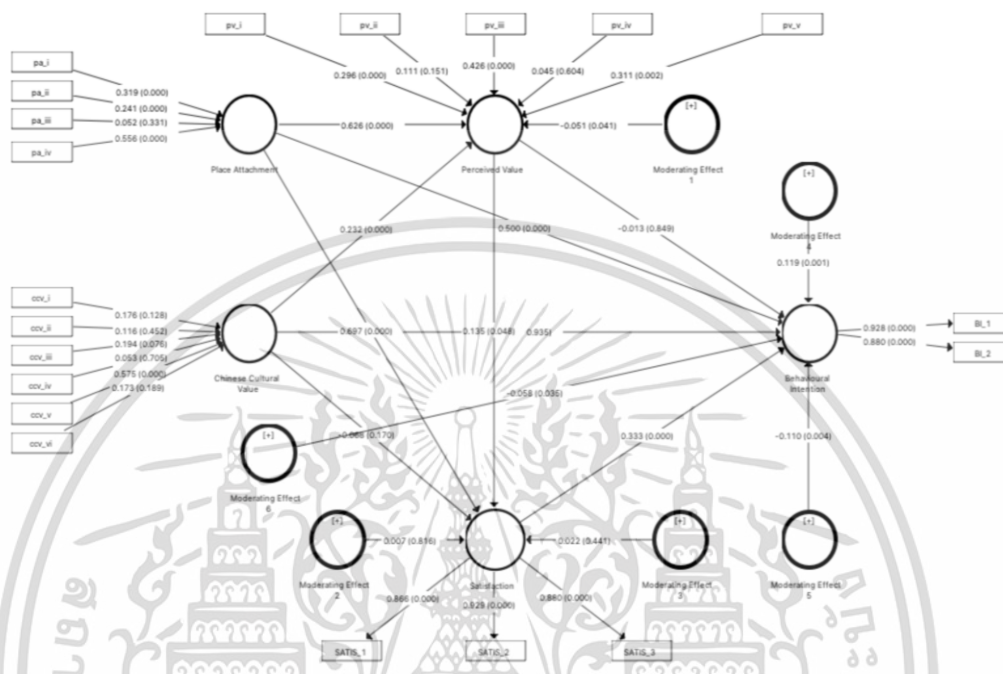 pv_i
pv_ii
pv_iii
pv_iv
pv_v
pa_i
pa_ii
pa_iii
pa_iv
0.296 (0.000)
0.111 (0.151)
0.426 (0.000)
0.045 (0.604)
0.311 (0.002)
0.319 (0.000)
0.241 (0.000)
0.052 (0.331)
0.556 (0.000)
0.626 (0.000)
-0.051 (0.041)
[+]
Place Attachment
Perceived Value
Moderating Effect
1
[+]
Moderating Effect
4
0.232 (0.000)
0.500 (0.000)
-0.013 (0.849)
0.119 (0.001)
ccv_i
ccv_ii
ccv_iii
ccv_iv
ccv_v
ccv_vi
0.176 (0.128)
0.116 (0.452)
0.194 (0.076)
0.053 (0.705)
0.575 (0.000)
0.173 (0.189)
0.697 (0.000)
0.135 (0.048)
0.935)
0.928 (0.000)
0.880 (0.000)
BI_1
BI_2
Chinese Cultural
Value
Behavioural
Intention
-0.058 (0.035)
-0.068 (0.170)
0.333 (0.000)
-0.110 (0.004)
[+]
Moderating Effect
6
[+]
Moderating Effect
2
0.007 (0.816)
Satisfaction
0.022 (0.441)
[+]
Moderating Effect
3
[+]
Moderating Effect
5
0.866 (0.000)
0.929 (0.000)
0.880 (0.000)
SATIS_1
SATIS_2
SATIS_3